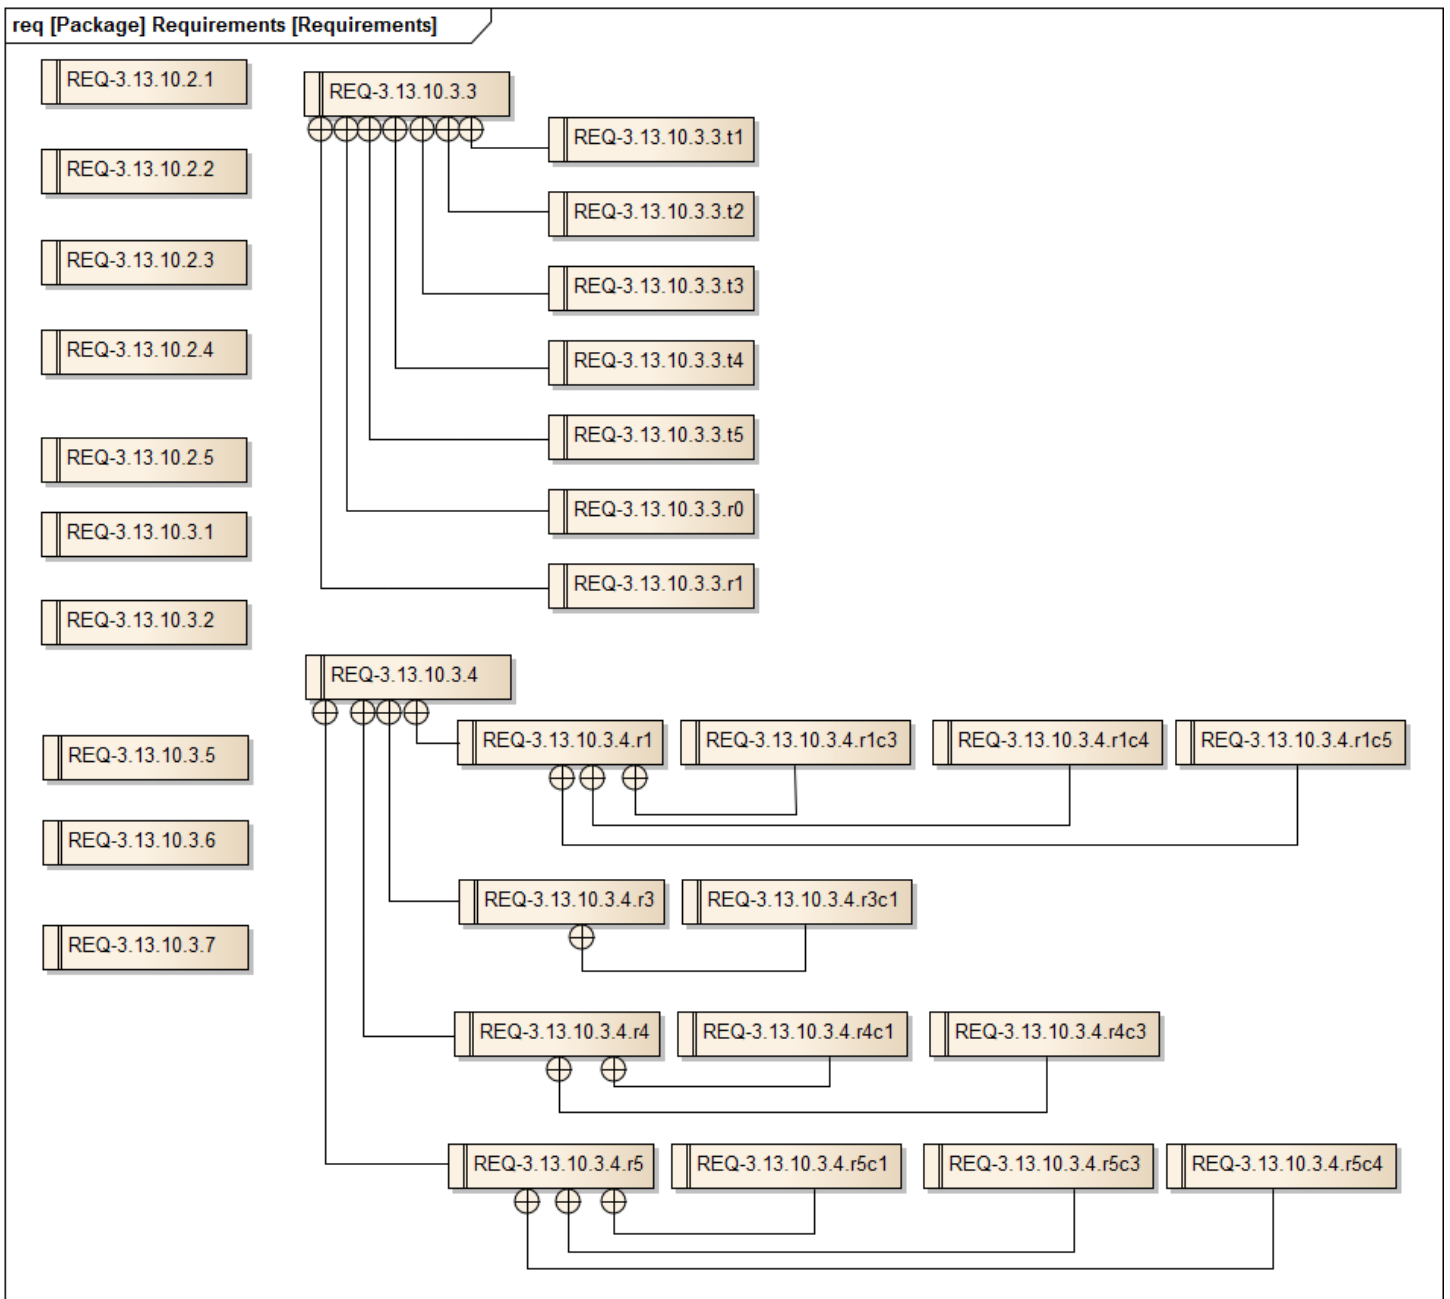 req [Package] Requirements [Requirements]
REQ-3.13.10.2.1
REQ-3.13.10.2.2
REQ-3.13.10.2.3
REQ-3.13.10.2.4
REQ-3.13.10.2.5
REQ-3.13.10.3.1
REQ-3.13.10.3.2
REQ-3.13.10.3.5
REQ-3.13.10.3.6
REQ-3.13.10.3.7
REQ-3.13.10.3.3
REQ-3.13.10.3.3.t1
REQ-3.13.10.3.3.t2
REQ-3.13.10.3.3.t3
REQ-3.13.10.3.3.t4
REQ-3.13.10.3.3.t5
REQ-3.13.10.3.3.r0
REQ-3.13.10.3.3.r1
REQ-3.13.10.3.4
REQ-3.13.10.3.4.r1
REQ-3.13.10.3.4.r1c3
REQ-3.13.10.3.4.r1c4
REQ-3.13.10.3.4.r1c5
REQ-3.13.10.3.4.r3
REQ-3.13.10.3.4.r3c1
REQ-3.13.10.3.4.r4
REQ-3.13.10.3.4.r4c1
REQ-3.13.10.3.4.r4c3
REQ-3.13.10.3.4.r5
REQ-3.13.10.3.4.r5c1
REQ-3.13.10.3.4.r5c3
REQ-3.13.10.3.4.r5c4